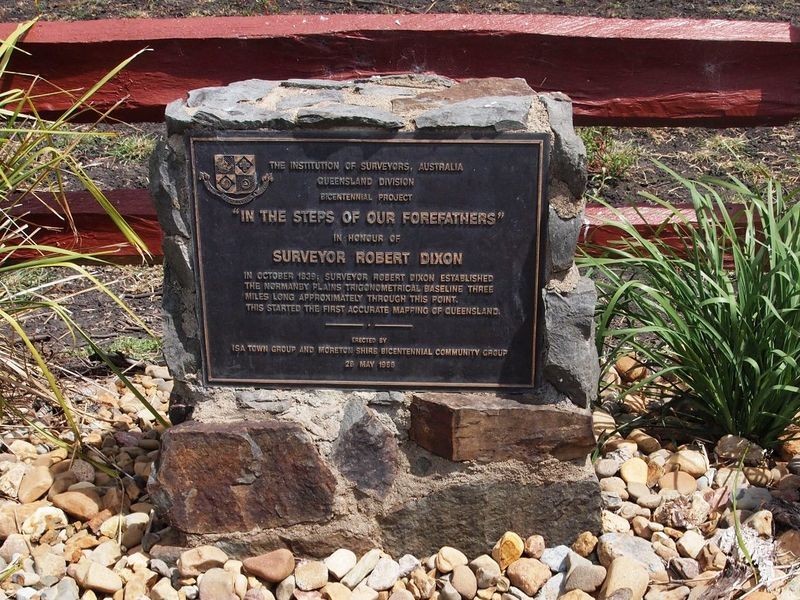 THE INSTITUTION OF SURVEYORS, AUSTRALIA
QUEENSLAND DIVISION
BICENTENNIAL PROJECT
"IN THE STEPS OF OUR FOREFATHERS"
IN HONOUR OF
SURVEYOR ROBERT DIXON
IN OCTOBER 1839, SURVEYOR ROBERT DIXON ESTABLISHED
THE NORMANBY PLAINS TRIGONOMETRICAL BASELINE THREE
MILES LONG APPROXIMATELY THROUGH THIS POINT.
THIS STARTED THE FIRST ACCURATE MAPPING OF QUEENSLAND.
ERECTED BY
ISA TOWN GROUP AND MORETON SHIRE BICENTENNIAL COMMUNITY GROUP
28 MAY 1988